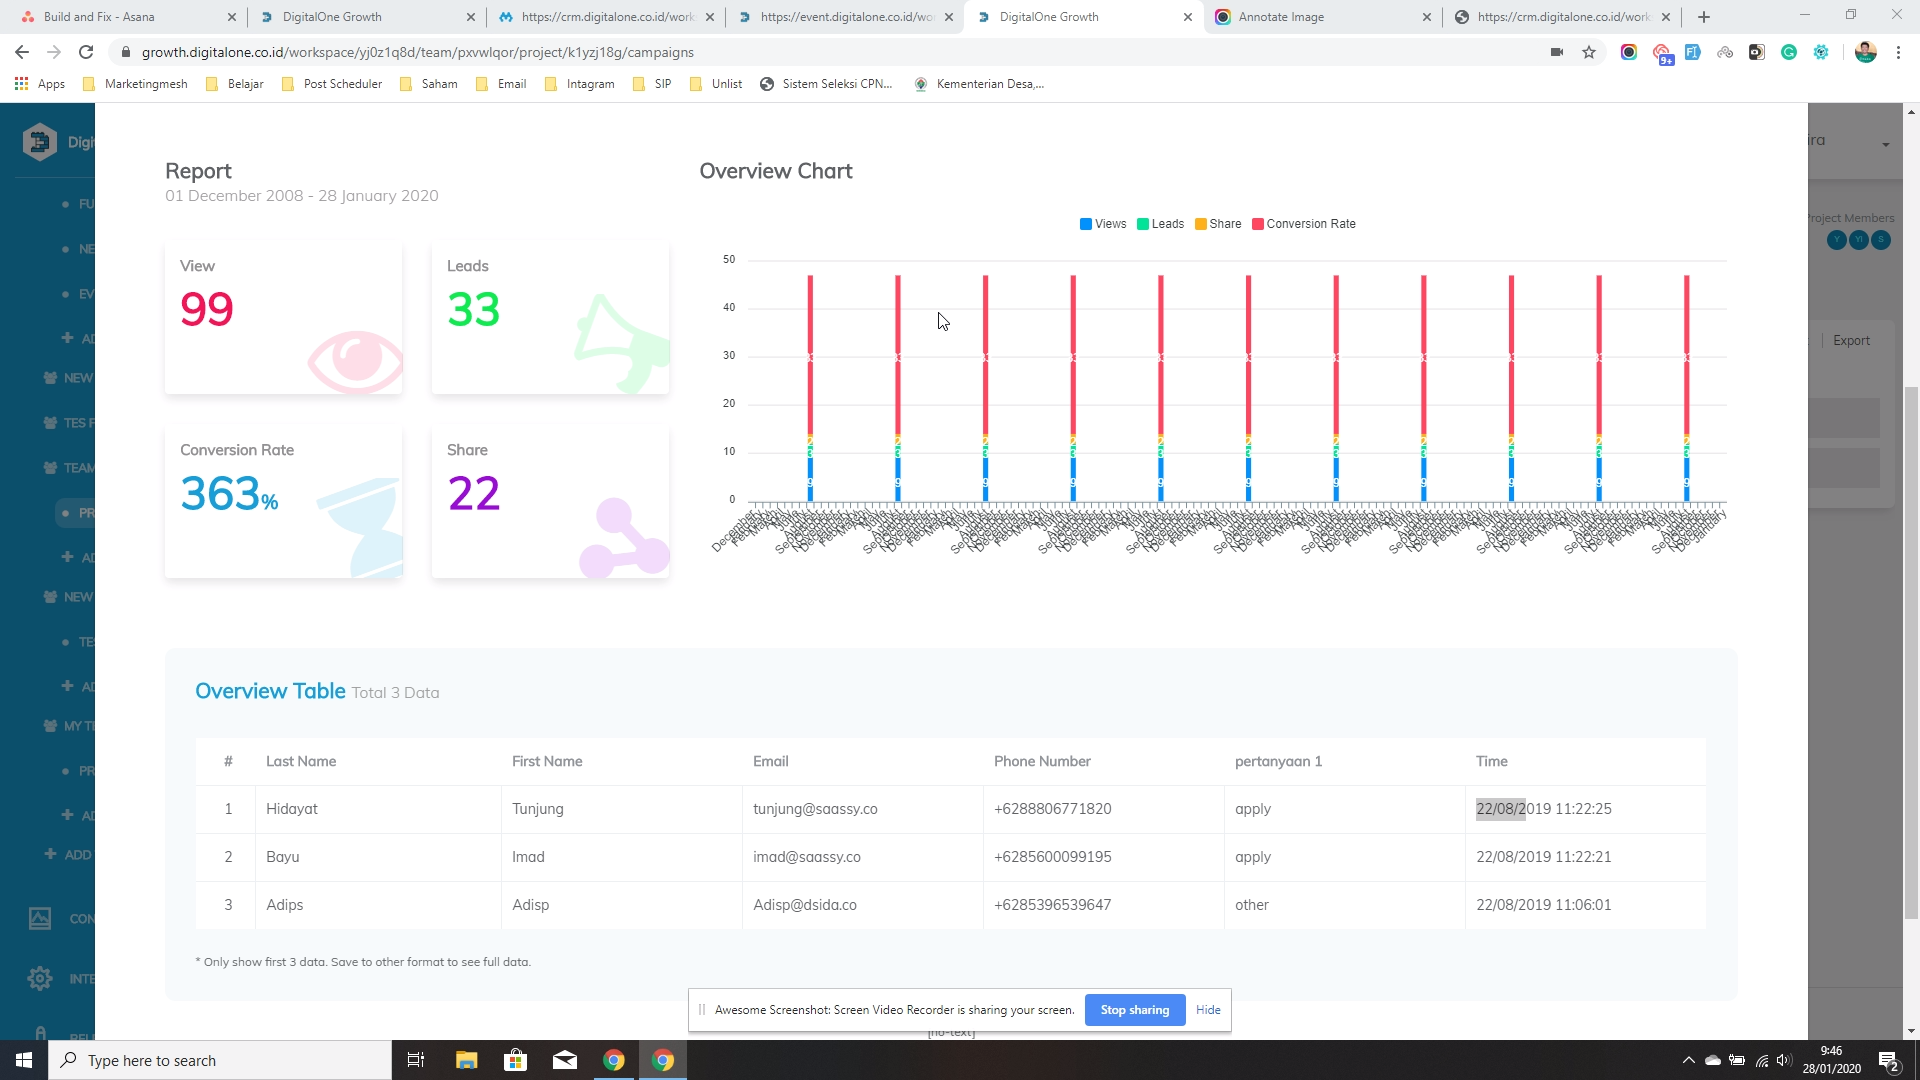 Build and Fix - Asana
DigitalOne Growth
https://crm.digitalone.co.id/work
https://event.digitalone.co.id/wo
DigitalOne Growth
Annotate Image
https://crm.digitalone.co.id/work
growth.digitalone.co.id/workspace/yj0z1q8d/team/pxvwlqor/project/k1yzj18g/campaigns
9+
Apps
Marketingmesh
Belajar
Post Scheduler
Saham
Email
Intagram
SIP
Unlist
Sistem Seleksi CPN...
Kementerian Desa,...
Digit
FU
NE
EV
AD
NEW
TES F
TEAM
PR
AD
NEW
TES
AD
MY TE
PR
AD
ADD
CON
INTE
ira
Project Members
Y Y! S
Export
Report
01 December 2008 - 28 January 2020
View
99
Leads
33
Conversion Rate
363%
Share
22
Overview Chart
Views Leads Share Conversion Rate
50
40
30
20
10
0
Overview Table Total 3 Data
# Last Name First Name Email Phone Number pertanyaan 1 Time
1 Hidayat Tunjung tunjung@saassy.co +6288806771820 apply 22/08/2019 11:22:25
2 Bayu Imad imad@saassy.co +6285600099195 apply 22/08/2019 11:22:21
3 Adips Adisp Adisp@dsida.co +6285396539647 other 22/08/2019 11:06:01
* Only show first 3 data. Save to other format to see full data.
Awesome Screenshot: Screen Video Recorder is sharing your screen.
Stop sharing
Hide
[no-text]
Type here to search
9:46
28/01/2020
2